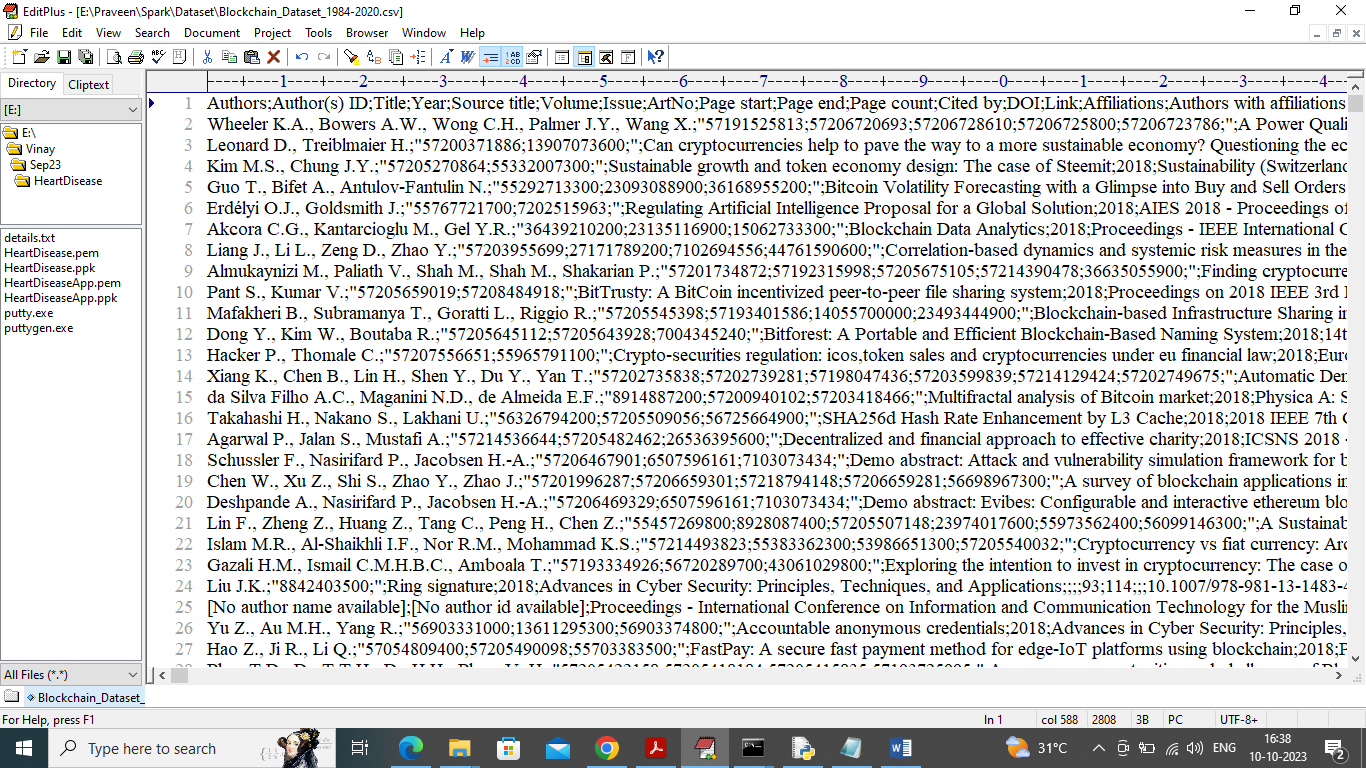 EditPlus - [E:\Praveen\Spark\Dataset\Blockchain_Dataset_1984-2020.csv]
File Edit View Search Document Project Tools Browser Window Help
Directory Cliptext
[E:]
E:\
Vinay
Sep23
HeartDisease
details.txt
HeartDisease.pem
HeartDisease.ppk
HeartDiseaseApp.pem
HeartDiseaseApp.ppk
putty.exe
puttygen.exe
All Files (*.*)
----+----1----+----2----+----3----+----4----+----5----+----6----+----7----+----8----+----9----+----0----+----1----+----2----+----3----+----4--
1 Authors;Author(s) ID;Title;Year;Source title;Volume;Issue;ArtNo;Page start;Page end;Page count;Cited by;DOI;Link;Affiliations;Authors with affiliations
2 Wheeler K.A., Bowers A.W., Wong C.H., Palmer J.Y., Wang X.;"57191525813;57206720693;57206728610;57206725800;57206723786;";A Power Quali
3 Leonard D., Treiblmaier H.;"57200371886;13907073600;";Can cryptocurrencies help to pave the way to a more sustainable economy? Questioning the ec
4 Kim M.S., Chung J.Y.;"57205270864;55332007300;";Sustainable growth and token economy design: The case of Steemit;2018;Sustainability (Switzerlanc
5 Guo T., Bifet A., Antulov-Fantulin N.;"55292713300;23093088900;36168955200;";Bitcoin Volatility Forecasting with a Glimpse into Buy and Sell Orders
6 Erdélyi O.J., Goldsmith J.;"55767721700;7202515963;";Regulating Artificial Intelligence Proposal for a Global Solution;2018;AIES 2018 - Proceedings of
7 Akcora C.G., Kantarcioglu M., Gel Y.R.;"36439210200;23135116900;15062733300;";Blockchain Data Analytics;2018;Proceedings - IEEE International C
8 Liang J., Li L., Zeng D., Zhao Y.;"57203955699;27171789200;7102694556;44761590600;";Correlation-based dynamics and systemic risk measures in the
9 Almukaynizi M., Paliath V., Shah M., Shah M., Shakarian P.;"57201734872;57192315998;57205675105;57214390478;36635055900;";Finding cryptocurre
10 Pant S., Kumar V.;"57205659019;57208484918;";BitTrusty: A BitCoin incentivized peer-to-peer file sharing system;2018;Proceedings on 2018 IEEE 3rd I
11 Mafakheri B., Subramanya T., Goratti L., Riggio R.;"57205545398;57193401586;14055700000;23493444900;";Blockchain-based Infrastructure Sharing in
12 Dong Y., Kim W., Boutaba R.;"57205645112;57205643928;7004345240;";Bitforest: A Portable and Efficient Blockchain-Based Naming System;2018;14t
13 Hacker P., Thomale C.;"57207556651;55965791100;";Crypto-securities regulation: icos,token sales and cryptocurrencies under eu financial law;2018;Eur
14 Xiang K., Chen B., Lin H., Shen Y., Du Y., Yan T.;"57202735838;57202739281;57198047436;57203599839;57214129424;57202749675;";Automatic Der
15 da Silva Filho A.C., Maganini N.D., de Almeida E.F.;"8914887200;57200940102;57203418466;";Multifractal analysis of Bitcoin market;2018;Physica A: S
16 Takahashi H., Nakano S., Lakhani U.;"56326794200;57205509056;56725664900;";SHA256d Hash Rate Enhancement by L3 Cache;2018;2018 IEEE 7th C
17 Agarwal P., Jalan S., Mustafi A.;"57214536644;57205482462;26536395600;";Decentralized and financial approach to effective charity;2018;ICSNS 2018 -
18 Schussler F., Nasirifard P., Jacobsen H.-A.;"57206467901;6507596161;7103073434;";Demo abstract: Attack and vulnerability simulation framework for b
19 Chen W., Xu Z., Shi S., Zhao Y., Zhao J.;"57201996287;57206659301;57218794148;57206659281;56698967300;";A survey of blockchain applications in
20 Deshpande A., Nasirifard P., Jacobsen H.-A.;"57206469329;6507596161;7103073434;";Demo abstract: Evibes: Configurable and interactive ethereum blo
21 Lin F., Zheng Z., Huang Z., Tang C., Peng H., Chen Z.;"55457269800;8928087400;57205507148;23974017600;55973562400;56099146300;";A Sustainab
22 Islam M.R., Al-Shaikhli I.F., Nor R.M., Mohammad K.S.;"57214493823;55383362300;53986651300;57205540032;";Cryptocurrency vs fiat currency: Arc
23 Gazali H.M., Ismail C.M.H.B.C., Amboala T.;"57193334926;56720289700;43061029800;";Exploring the intention to invest in cryptocurrency: The case o
24 Liu J.K.;"8842403500;";Ring signature;2018;Advances in Cyber Security: Principles, Techniques, and Applications;;;;93;114;;;10.1007/978-981-13-1483-4
25 [No author name available];[No author id available];Proceedings - International Conference on Information and Communication Technology for the Musli
26 Yu Z., Au M.H., Yang R.;"56903331000;13611295300;56903374800;";Accountable anonymous credentials;2018;Advances in Cyber Security: Principles,
27 Hao Z., Ji R., Li Q.;"57054809400;57205490098;55703383500;";FastPay: A secure fast payment method for edge-IoT platforms using blockchain;2018;P
Blockchain_Dataset_
For Help, press F1 ln 1 col 588 2808 3B PC UTF-8+
Type here to search 31°C ENG 16:38
10-10-2023 2